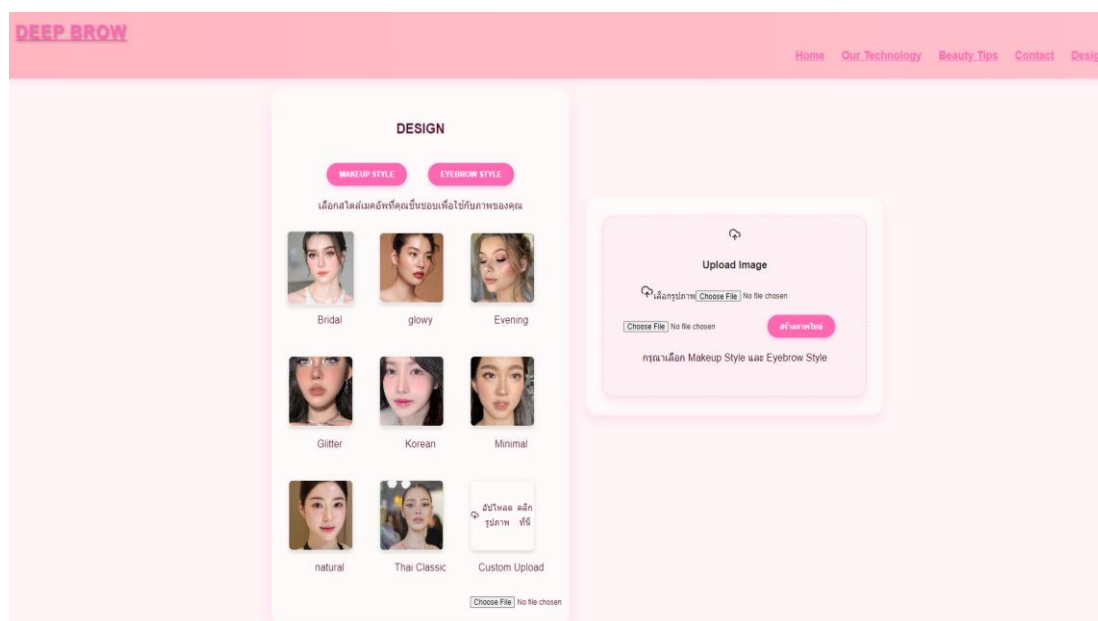 DEEP BROW
Home Our Technology Beauty Tips Contact Desig
DESIGN
MAKEUP STYLE EYEBROW STYLE
เลือกสไตล์เมคอัพที่คุณชื่นชอบเพื่อใช้กับภาพของคุณ
Bridal glowy Evening
Glitter Korean Minimal
อัปโหลด คลิก
รูปภาพ ที่นี่
natural Thai Classic Custom Upload
Choose File No file chosen
Upload Image
เลือกรูปภาพ Choose File No file chosen
Choose File No file chosen สร้างภาพใหม่
กรุณาเลือก Makeup Style และ Eyebrow Style